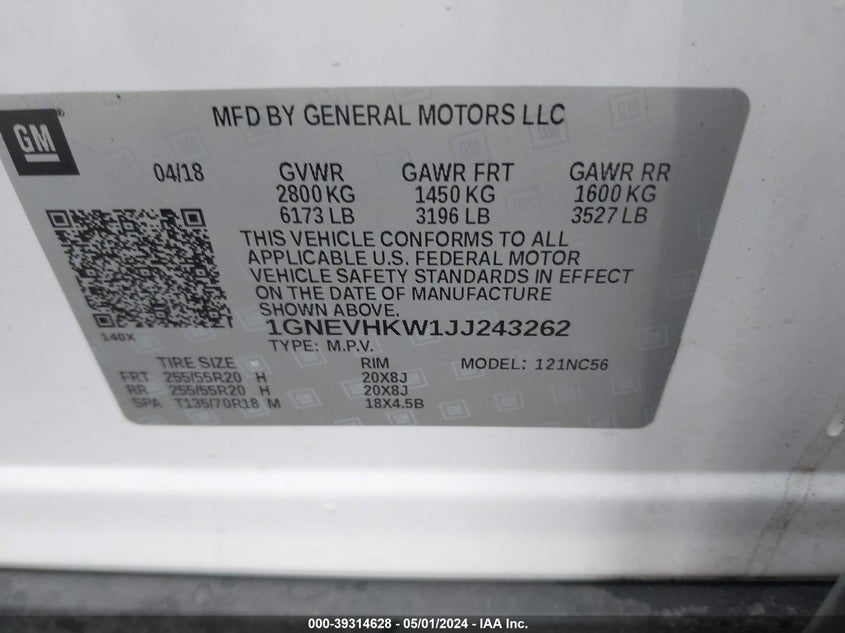 MFD BY GENERAL MOTORS LLC
GM
04/18 GVWR GAWR FRT GAWR RR
2800 KG 1450 KG 1600 KG
6173 LB 3196 LB 3527 LB
THIS VEHICLE CONFORMS TO ALL
APPLICABLE U.S. FEDERAL MOTOR
VEHICLE SAFETY STANDARDS IN EFFECT
ON THE DATE OF MANUFACTURE
SHOWN ABOVE.
1GNEVHKW1JJ243262
140X
TYPE: M.P.V.
TIRE SIZE RIM MODEL: 121NC56
FRT 255/55R20 H 20X8J
RR 255/55R20 H 20X8J
SPA T135/70R18 M 18X4.5B
000-39314628 - 05/01/2024 - IAA Inc.